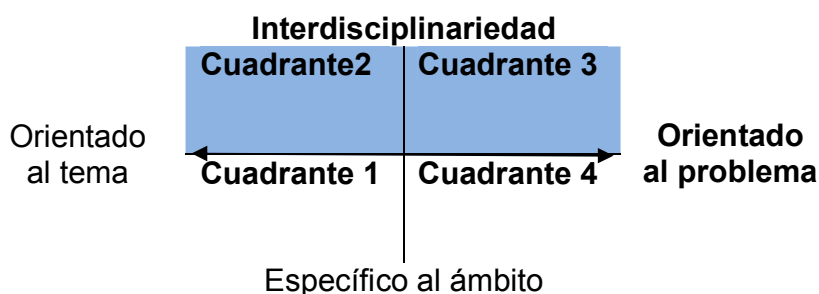 Interdisciplinariedad
Cuadrante2 Cuadrante 3
Orientado
al tema
Cuadrante 1 Cuadrante 4
Orientado
al problema
Específico al ámbito